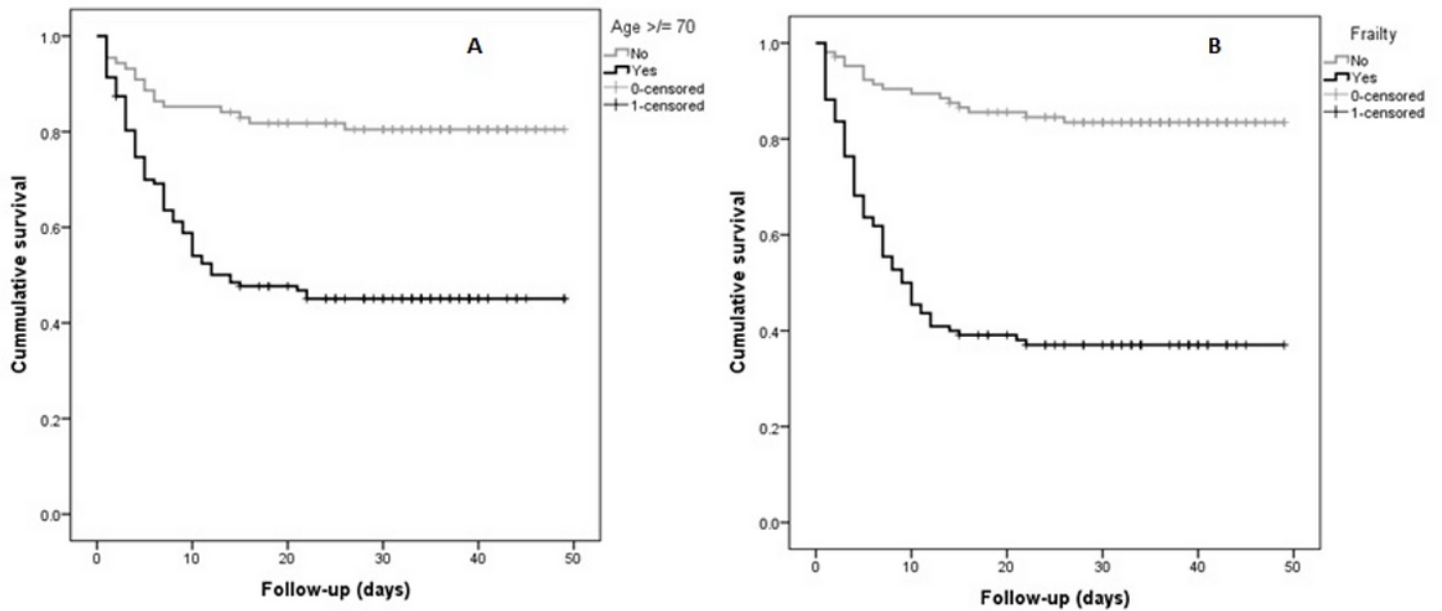 A
Age >/= 70
No
Yes
0-censored
1-censored
1.0
0.8
0.6
0.4
0.2
0.0
Cummulative survival
0
10
20
30
40
50
Follow-up (days)
B
Frailty
No
Yes
0-censored
1-censored
1.0
0.8
0.6
0.4
0.2
0.0
Cumulative survival
0
10
20
30
40
50
Follow-up (days)